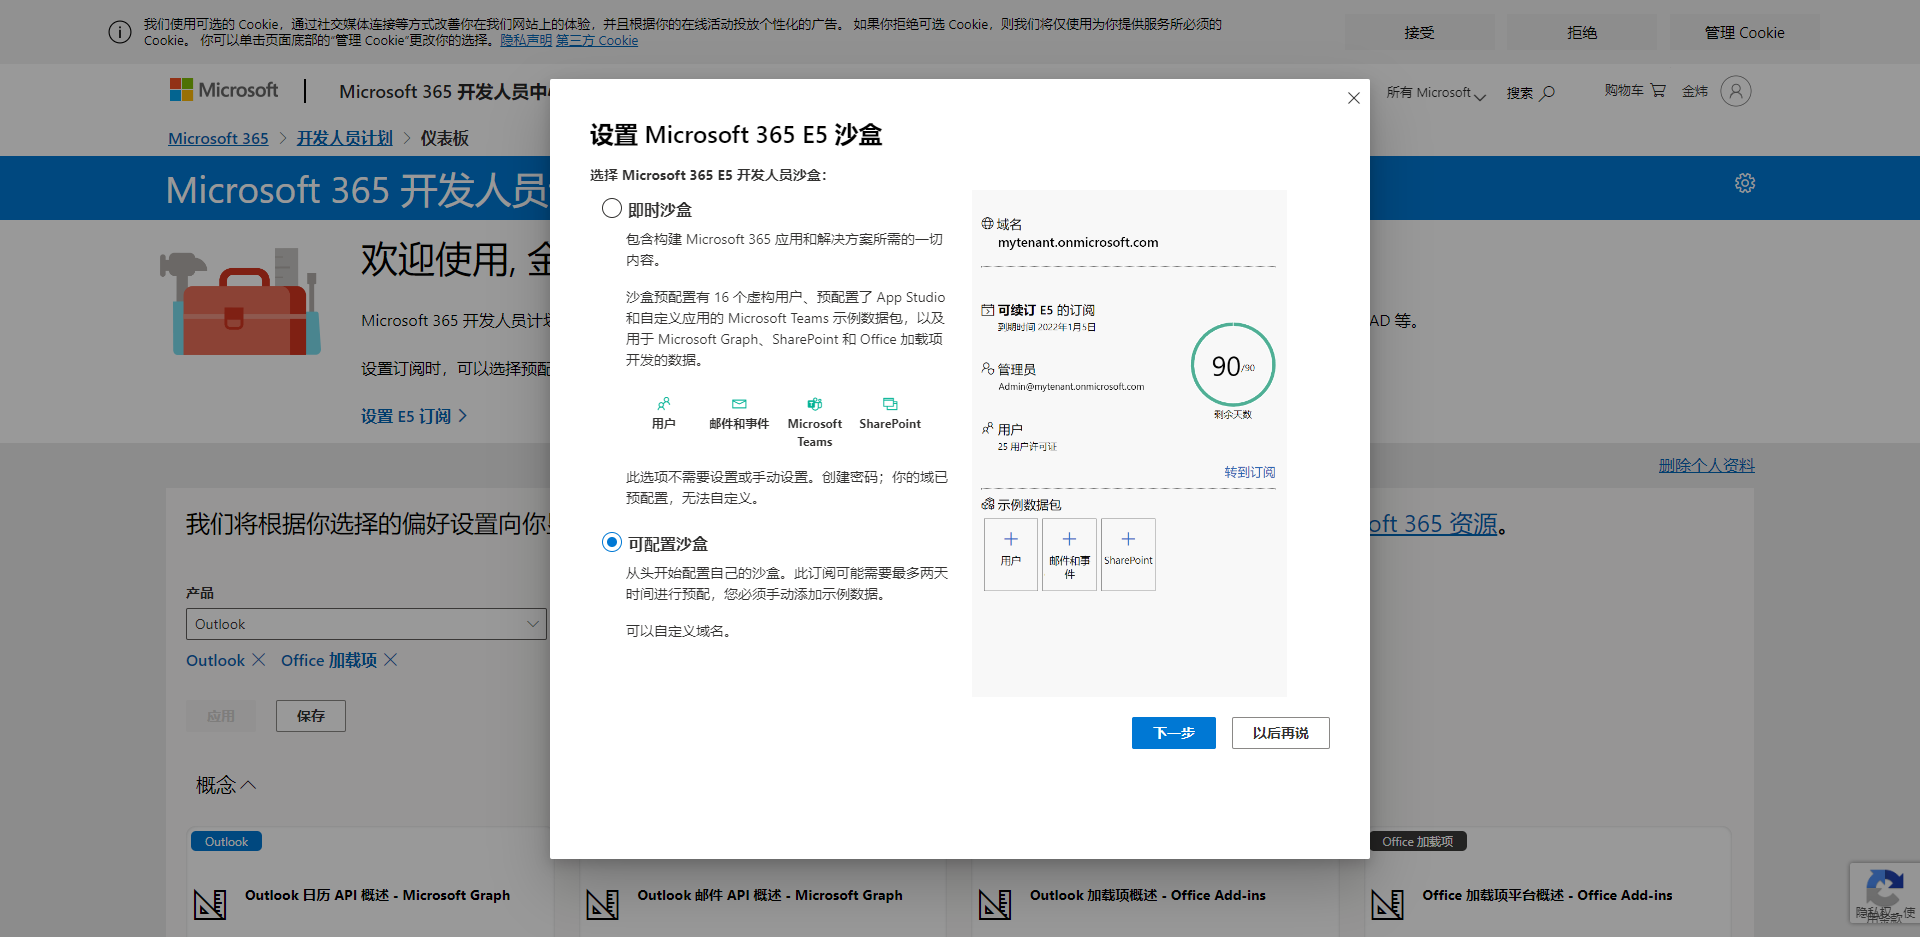 我们使用可选的 Cookie，通过社交媒体连接等方式改善你在我们网站上的体验，并且根据你的在线活动投放个性化的广告。 如果你拒绝可选 Cookie，则我们将仅使用为你提供服务所必须的
Cookie。 你可以单击页面底部的“管理 Cookie”更改你的选择。隐私声明 第三方 Cookie
接受
拒绝
管理 Cookie
Microsoft
Microsoft 365 开发人员中
所有 Microsoft
搜索
购物车
金炜
Microsoft 365
开发人员计划
仪表板
Microsoft 365 开发人员
欢迎使用,
Microsoft 365 开发人员计
AD 等。
设置订阅时，可以选择预配
设置 E5 订阅
删除个人资料
我们将根据你选择的偏好设置向你
oft 365 资源。
产品
Outlook
Outlook
Office 加载项
应用
保存
概念
Outlook
Office 加载项
Outlook 日历 API 概述 - Microsoft Graph
Outlook 邮件 API 概述 - Microsoft Graph
Outlook 加载项概述 - Office Add-ins
Office 加载项平台概述 - Office Add-ins
设置 Microsoft 365 E5 沙盒
选择 Microsoft 365 E5 开发人员沙盒：
即时沙盒
包含构建 Microsoft 365 应用和解决方案所需的一切
内容。
沙盒预配置有 16 个虚构用户、预配置了 App Studio
和自定义应用的 Microsoft Teams 示例数据包，以及
用于 Microsoft Graph、SharePoint 和 Office 加载项
开发的数据。
用户
邮件和事件
Microsoft
Teams
SharePoint
此选项不需要设置或手动设置。创建密码；你的域已
预配置，无法自定义。
可配置沙盒
从头开始配置自己的沙盒。此订阅可能需要最多两天
时间进行预配，您必须手动添加示例数据。
可以自定义域名。
域名
mytenant.onmicrosoft.com
可续订 E5 的订阅
到期时间 2022年1月5日
90/90
剩余天数
管理员
Admin@mytenant.onmicrosoft.com
用户
25 用户许可证
转到订阅
示例数据包
用户
邮件和事
件
SharePoint
下一步
以后再说
隐私权 - 使
用条款